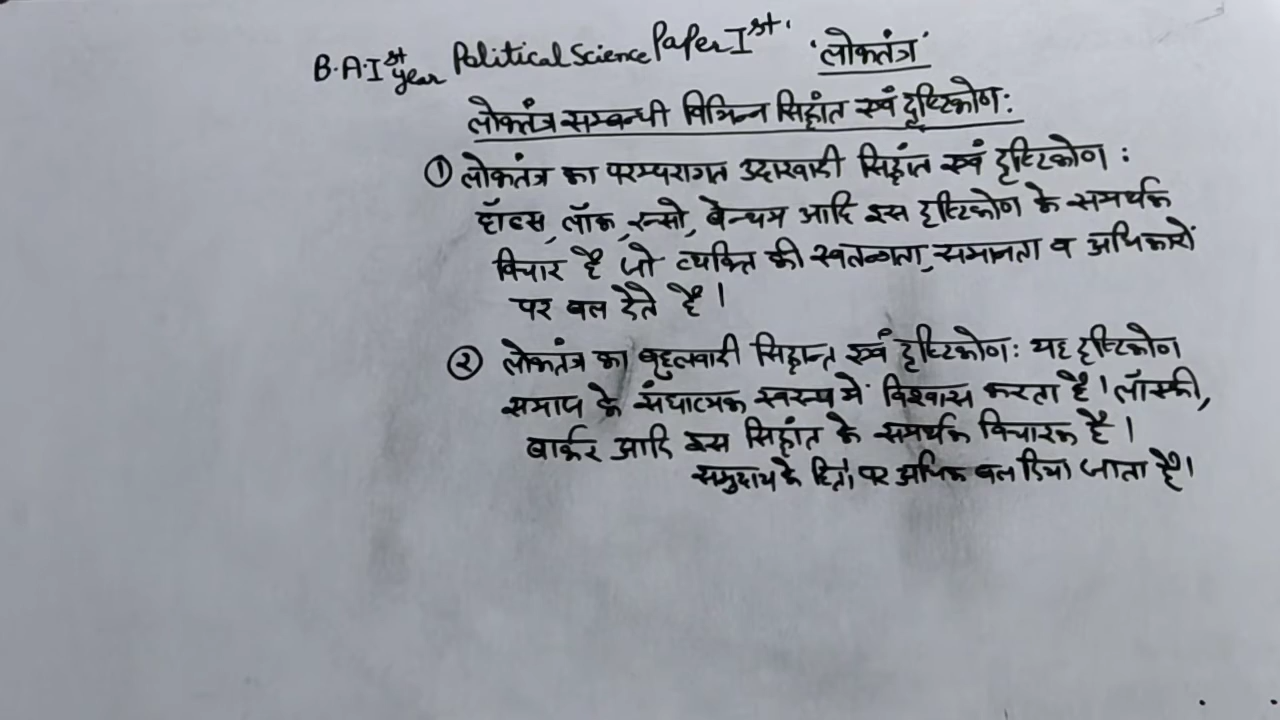 B.A. Ist year Political Science Paper Ist. 'लोकतंत्र'
लोकतंत्र सम्बन्धी विभिन्न सिद्धांत एवं दृष्टिकोण :
① लोकतंत्र का परम्परागत उदारवादी सिद्धांत एवं दृष्टिकोण :
हॉब्स, लॉक, रूसो, बेन्थम आदि इस दृष्टिकोण के समर्थक
विचार है जो व्यक्ति की स्वतन्त्रता, समानता व अधिकारों
पर बल देते है ।
② लोकतंत्र का बहुलवादी सिद्धान्त एवं दृष्टिकोण : यह दृष्टिकोण
समाज के संघात्मक स्वरूप में विश्वास करता है । लॉस्की,
बार्कर आदि इस सिद्धांत के समर्थक विचारक है ।
समुदाय के हितों पर अधिक बल दिया जाता है।